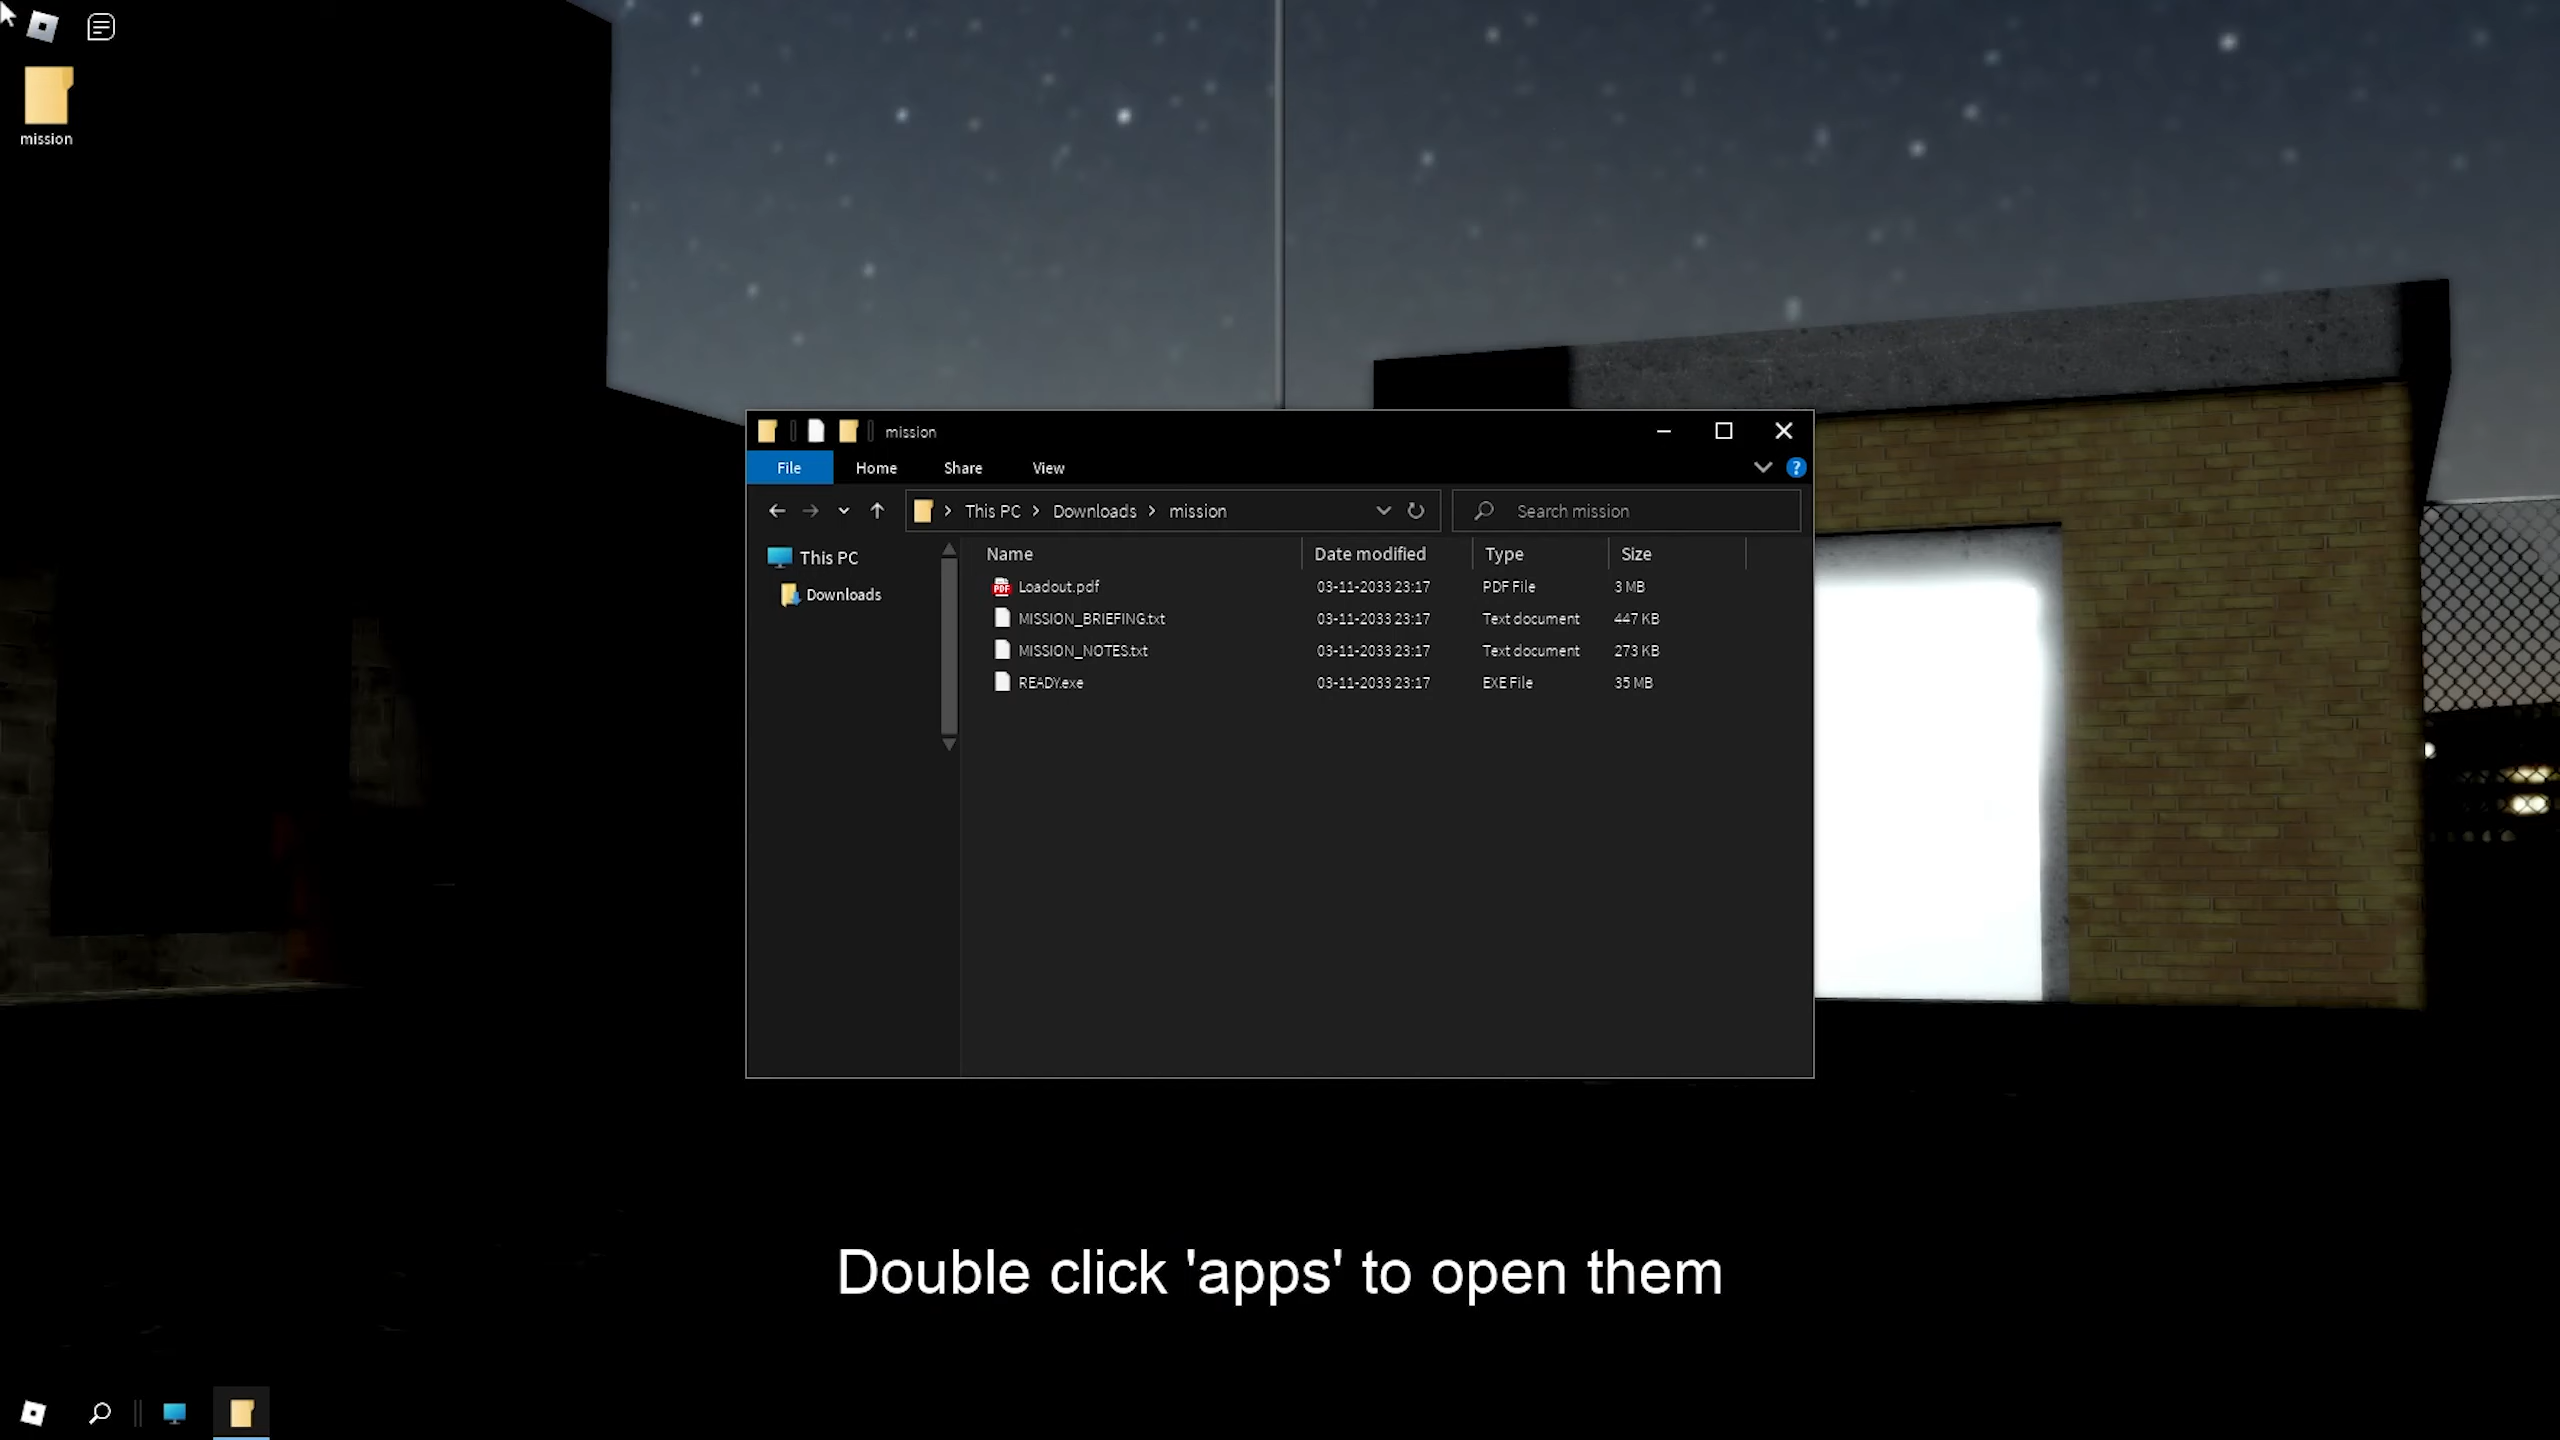 mission
mission
File Home Share View
This PC Downloads mission Search mission
This PC
Downloads
Name Date modified Type Size
Loadout.pdf 03-11-2033 23:17 PDF File 3 MB
MISSION_BRIEFING.txt 03-11-2033 23:17 Text document 447 KB
MISSION_NOTES.txt 03-11-2033 23:17 Text document 273 KB
READY.exe 03-11-2033 23:17 EXE File 35 MB
Double click 'apps' to open them